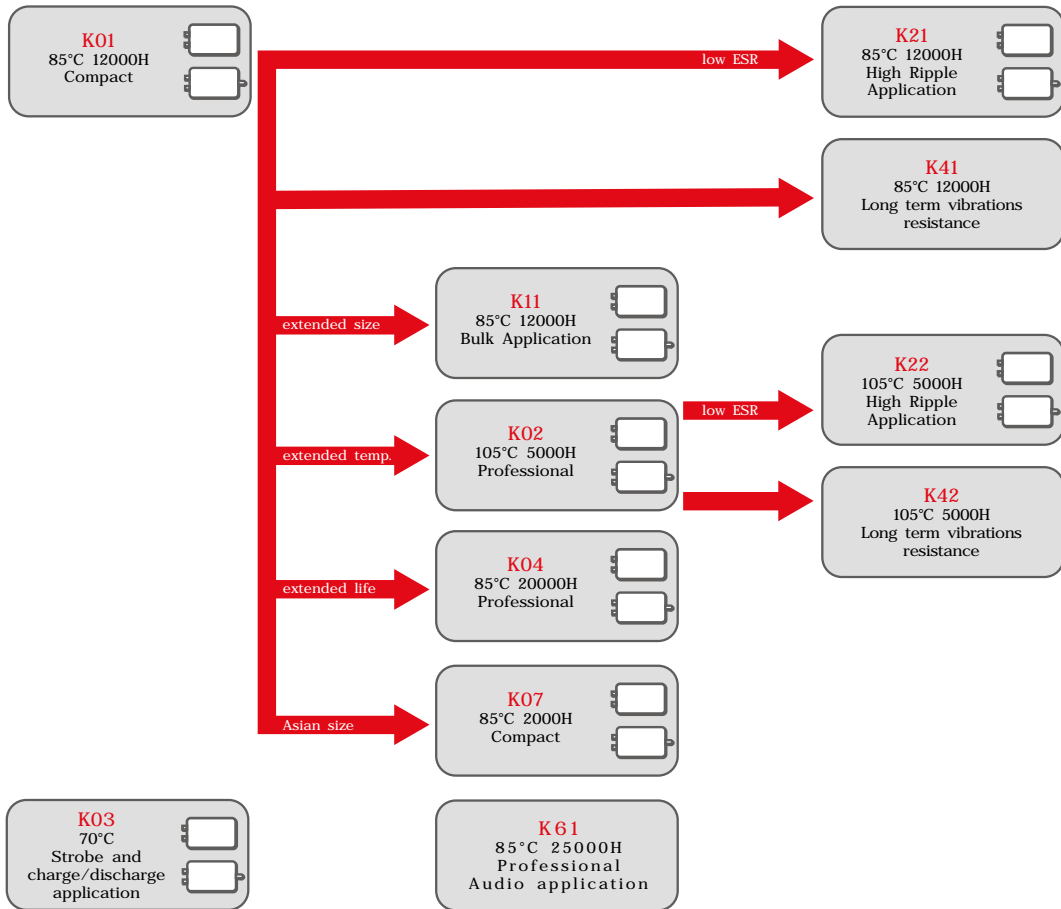 K01
85°C 12000H
Compact
low ESR
K21
85°C 12000H
High Ripple
Application
K41
85°C 12000H
Long term vibrations
resistance
extended size
K11
85°C 12000H
Bulk Application
K22
105°C 5000H
High Ripple
Application
low ESR
extended temp.
K02
105°C 5000H
Professional
K42
105°C 5000H
Long term vibrations
resistance
extended life
K04
85°C 20000H
Professional
Asian size
K07
85°C 2000H
Compact
K03
70°C
Strobe and
charge/discharge
application
K61
85°C 25000H
Professional
Audio application